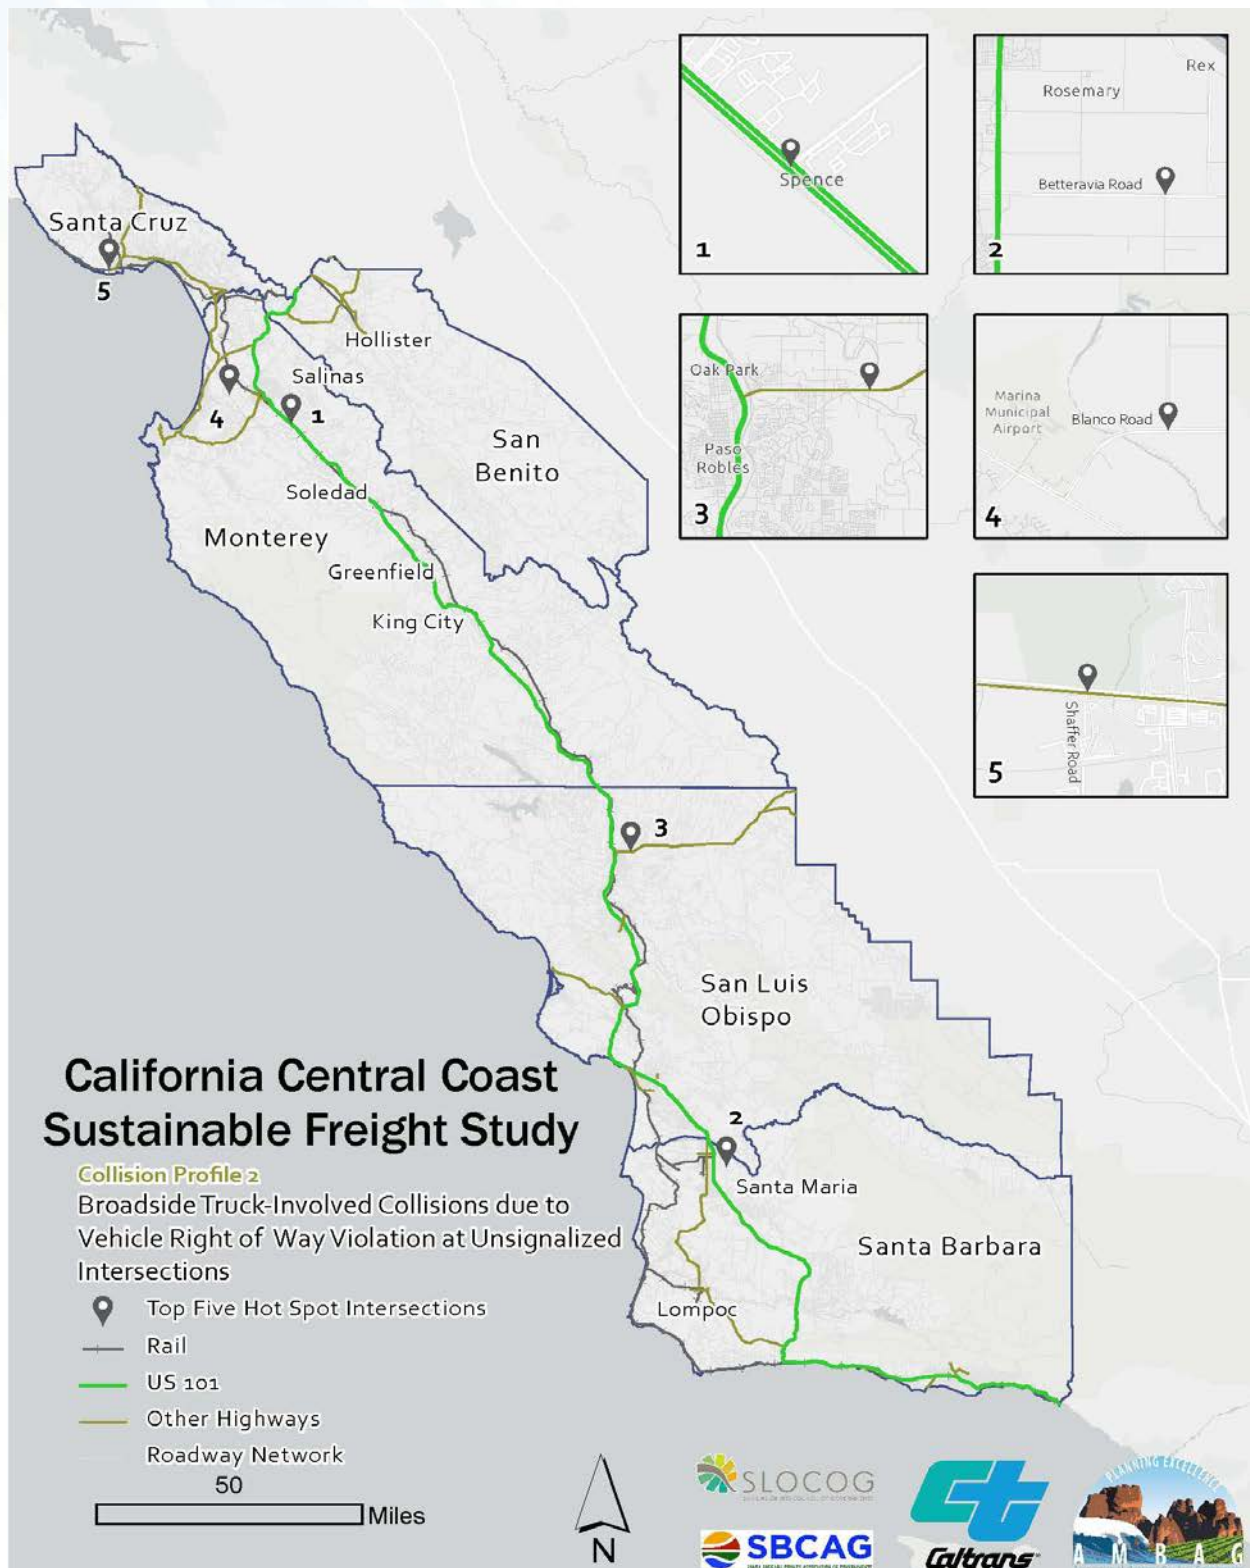 Santa Cruz
5
Hollister
Salinas
4
1
San
Benito
Soledad
Monterey
Greenfield
King City
3
San Luis
Obispo
2
Santa Maria
Santa Barbara
Lompoc
Spence
1
Rex
Rosemary
Betteravia Road
2
Oak Park
Paso
Robles
3
Marina
Municipal
Airport
Blanco Road
4
Shaffer Road
5
California Central Coast
Sustainable Freight Study
Collision Profile 2
Broadside Truck-Involved Collisions due to
Vehicle Right of Way Violation at Unsignalized
Intersections
Top Five Hot Spot Intersections
Rail
US 101
Other Highways
Roadway Network
50
Miles
N
SLOCOG
SBCAG
Caltrans
PLANNING EXCELLENCE
AMBAG